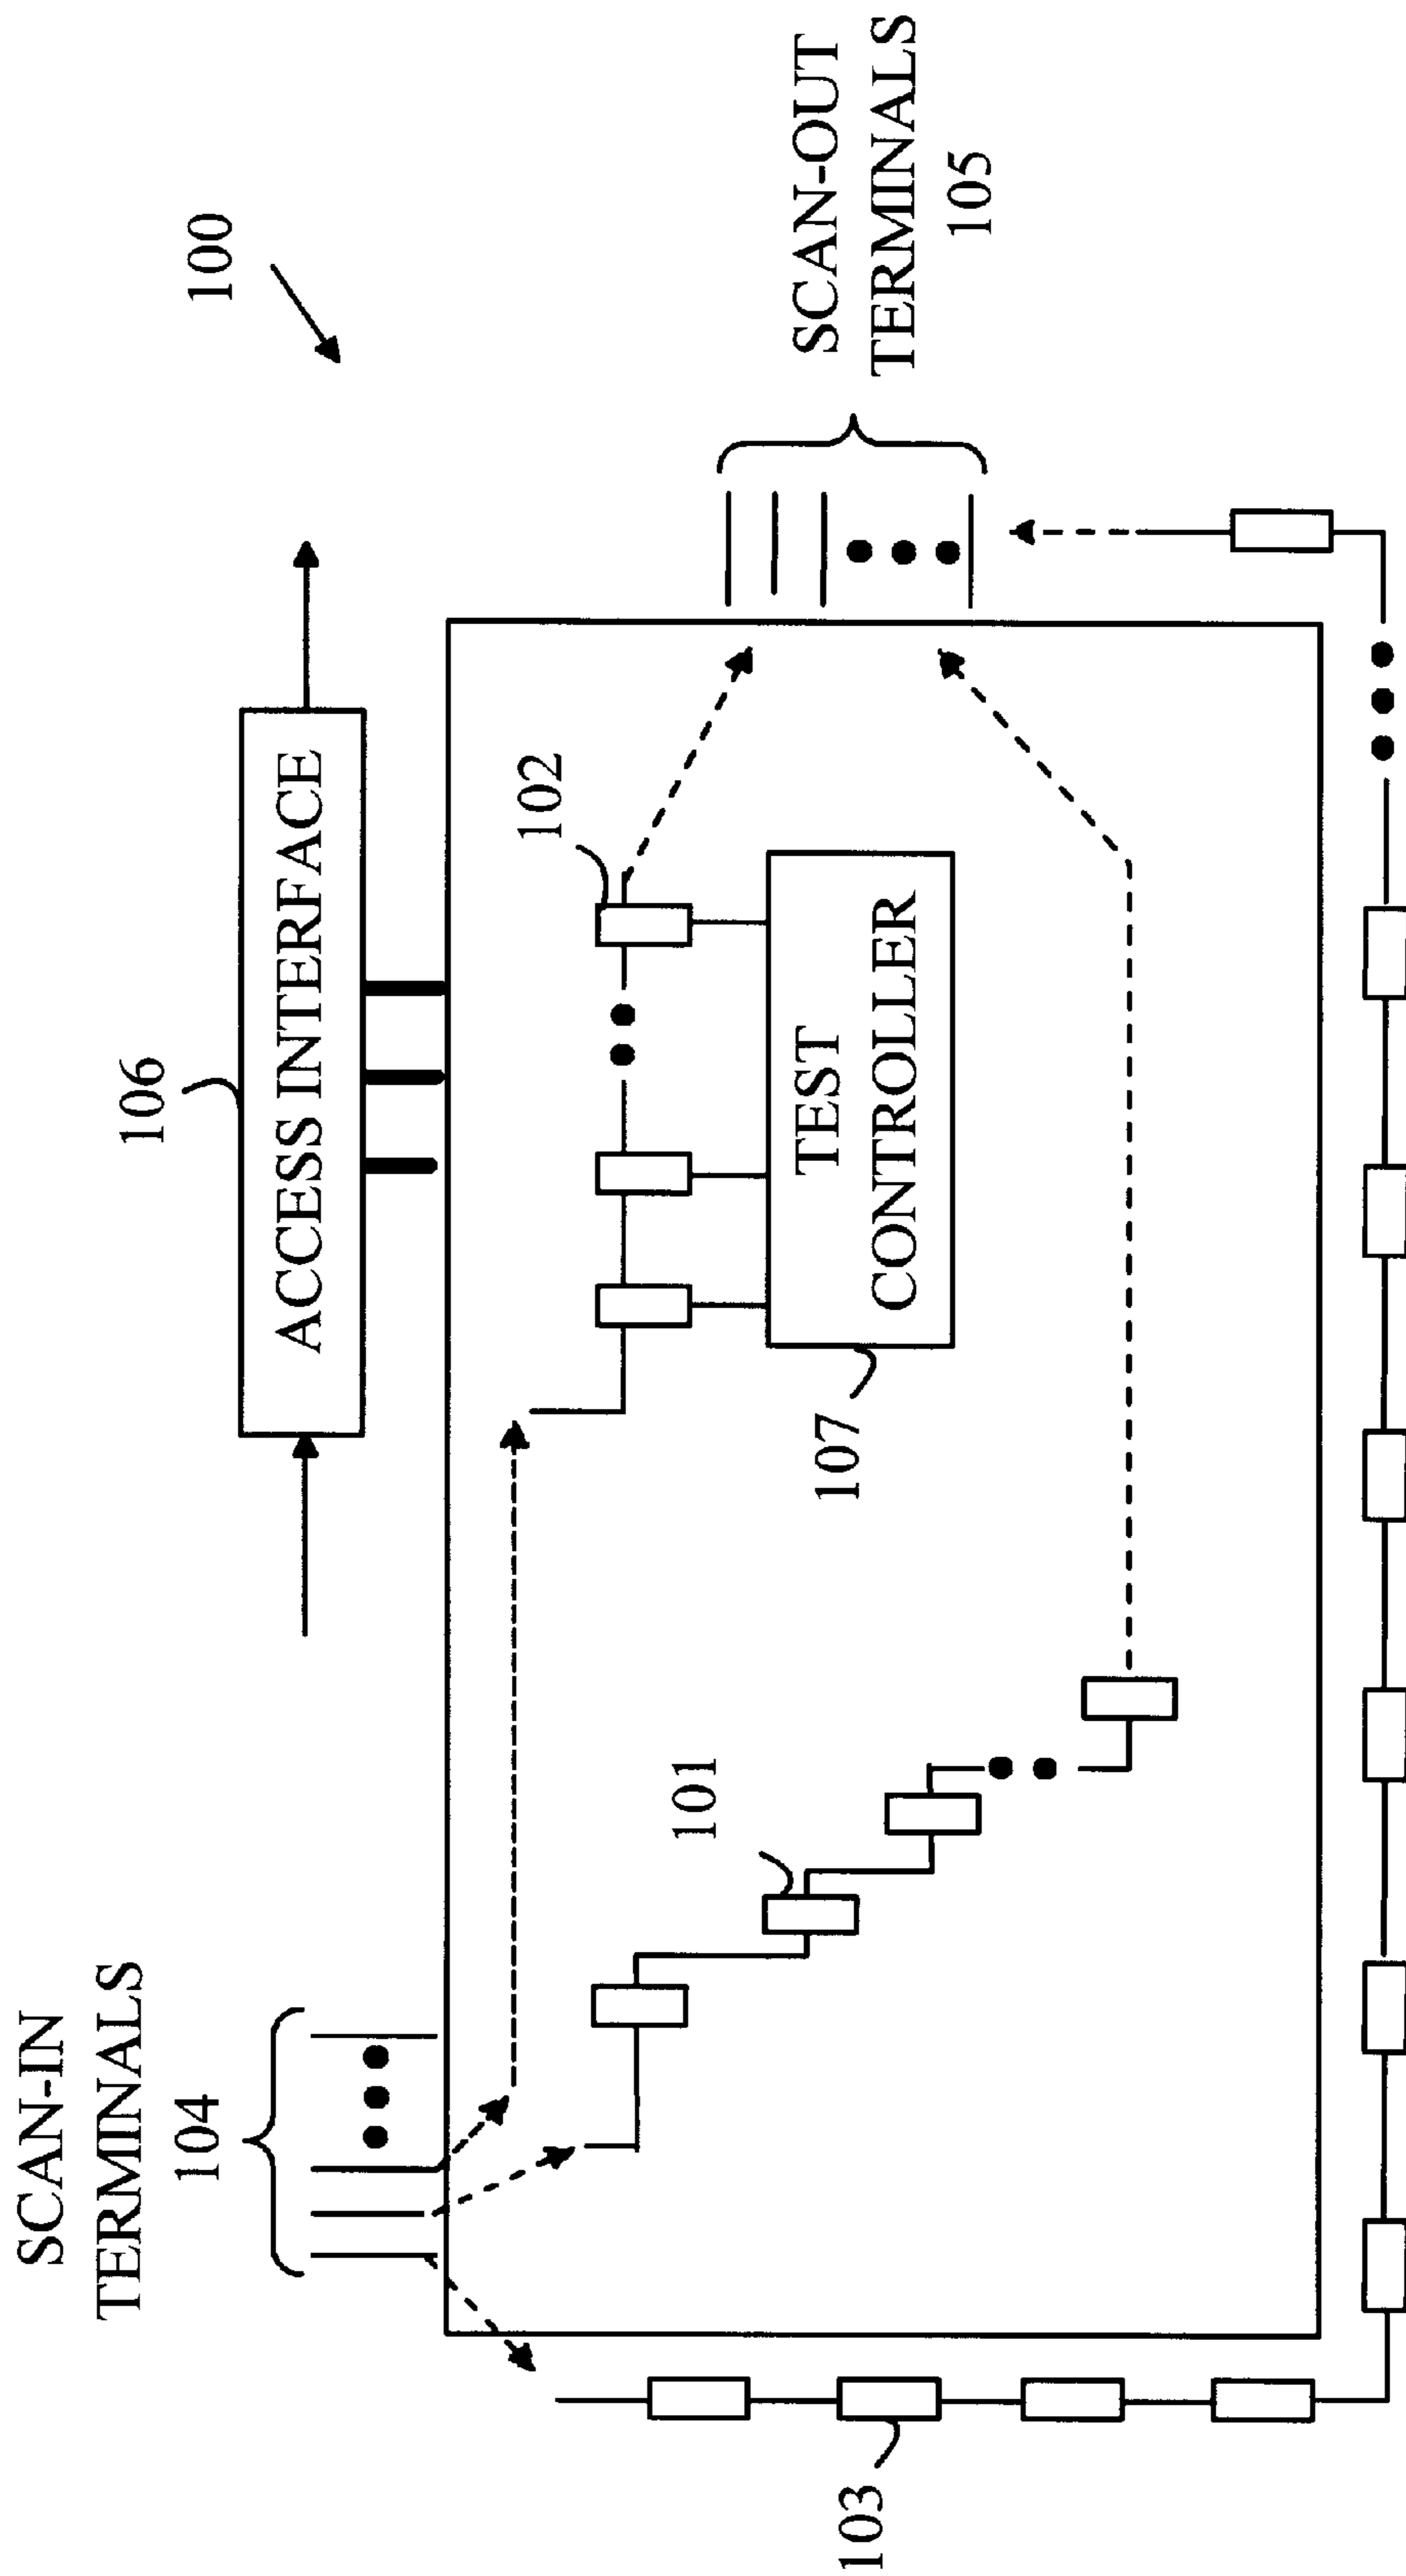 100
SCAN-IN
TERMINALS
104
106
ACCESS INTERFACE
102
TEST
CONTROLLER
107
101
103
SCAN-OUT
TERMINALS
105